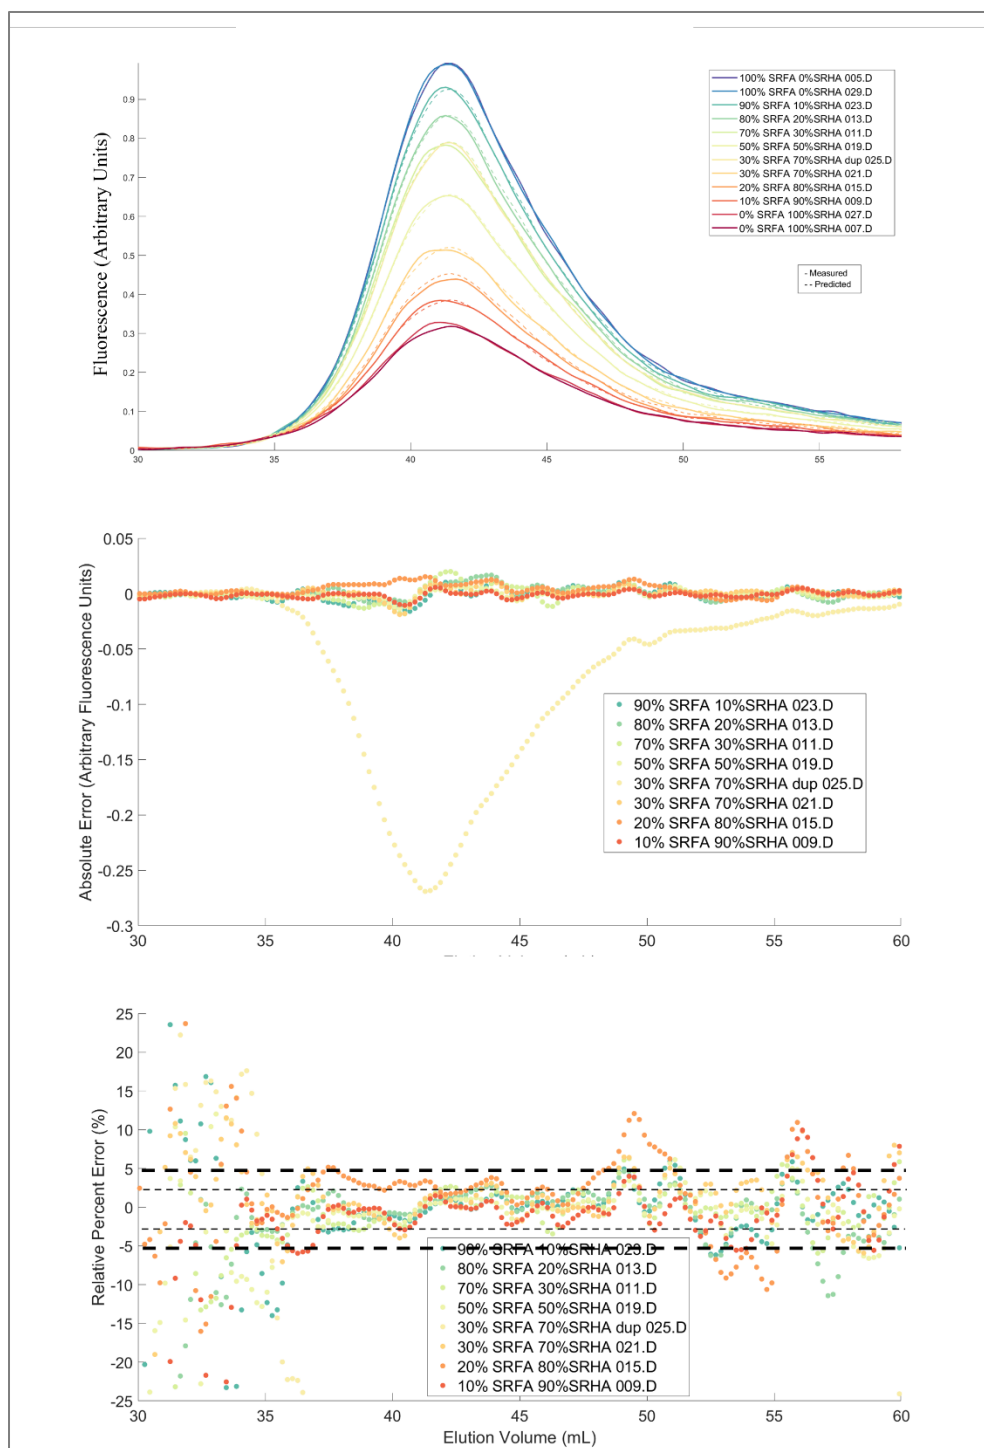 Fluorescence (Arbitrary Units)
0.9
0.8
0.7
0.6
0.5
0.4
0.3
0.2
0.1
0
30
35
40
45
50
55
100% SRFA 0%SRHA 005.D
100% SRFA 0%SRHA 029.D
90% SRFA 10%SRHA 023.D
80% SRFA 20%SRHA 013.D
70% SRFA 30%SRHA 011.D
50% SRFA 50%SRHA 019.D
30% SRFA 70%SRHA dup 025.D
30% SRFA 70%SRHA 021.D
20% SRFA 80%SRHA 015.D
10% SRFA 90%SRHA 009.D
0% SRFA 100%SRHA 027.D
0% SRFA 100%SRHA 007.D
- Measured
-- Predicted
Absolute Error (Arbitrary Fluorescence Units)
0.05
0
-0.05
-0.1
-0.15
-0.2
-0.25
-0.3
30
35
40
45
50
55
60
90% SRFA 10%SRHA 023.D
80% SRFA 20%SRHA 013.D
70% SRFA 30%SRHA 011.D
50% SRFA 50%SRHA 019.D
30% SRFA 70%SRHA dup 025.D
30% SRFA 70%SRHA 021.D
20% SRFA 80%SRHA 015.D
10% SRFA 90%SRHA 009.D
Relative Percent Error (%)
25
20
15
10
5
0
-5
-10
-15
-20
-25
30
35
40
45
50
55
60
90% SRFA 10%SRHA 023.D
80% SRFA 20%SRHA 013.D
70% SRFA 30%SRHA 011.D
50% SRFA 50%SRHA 019.D
30% SRFA 70%SRHA dup 025.D
30% SRFA 70%SRHA 021.D
20% SRFA 80%SRHA 015.D
10% SRFA 90%SRHA 009.D
Elution Volume (mL)